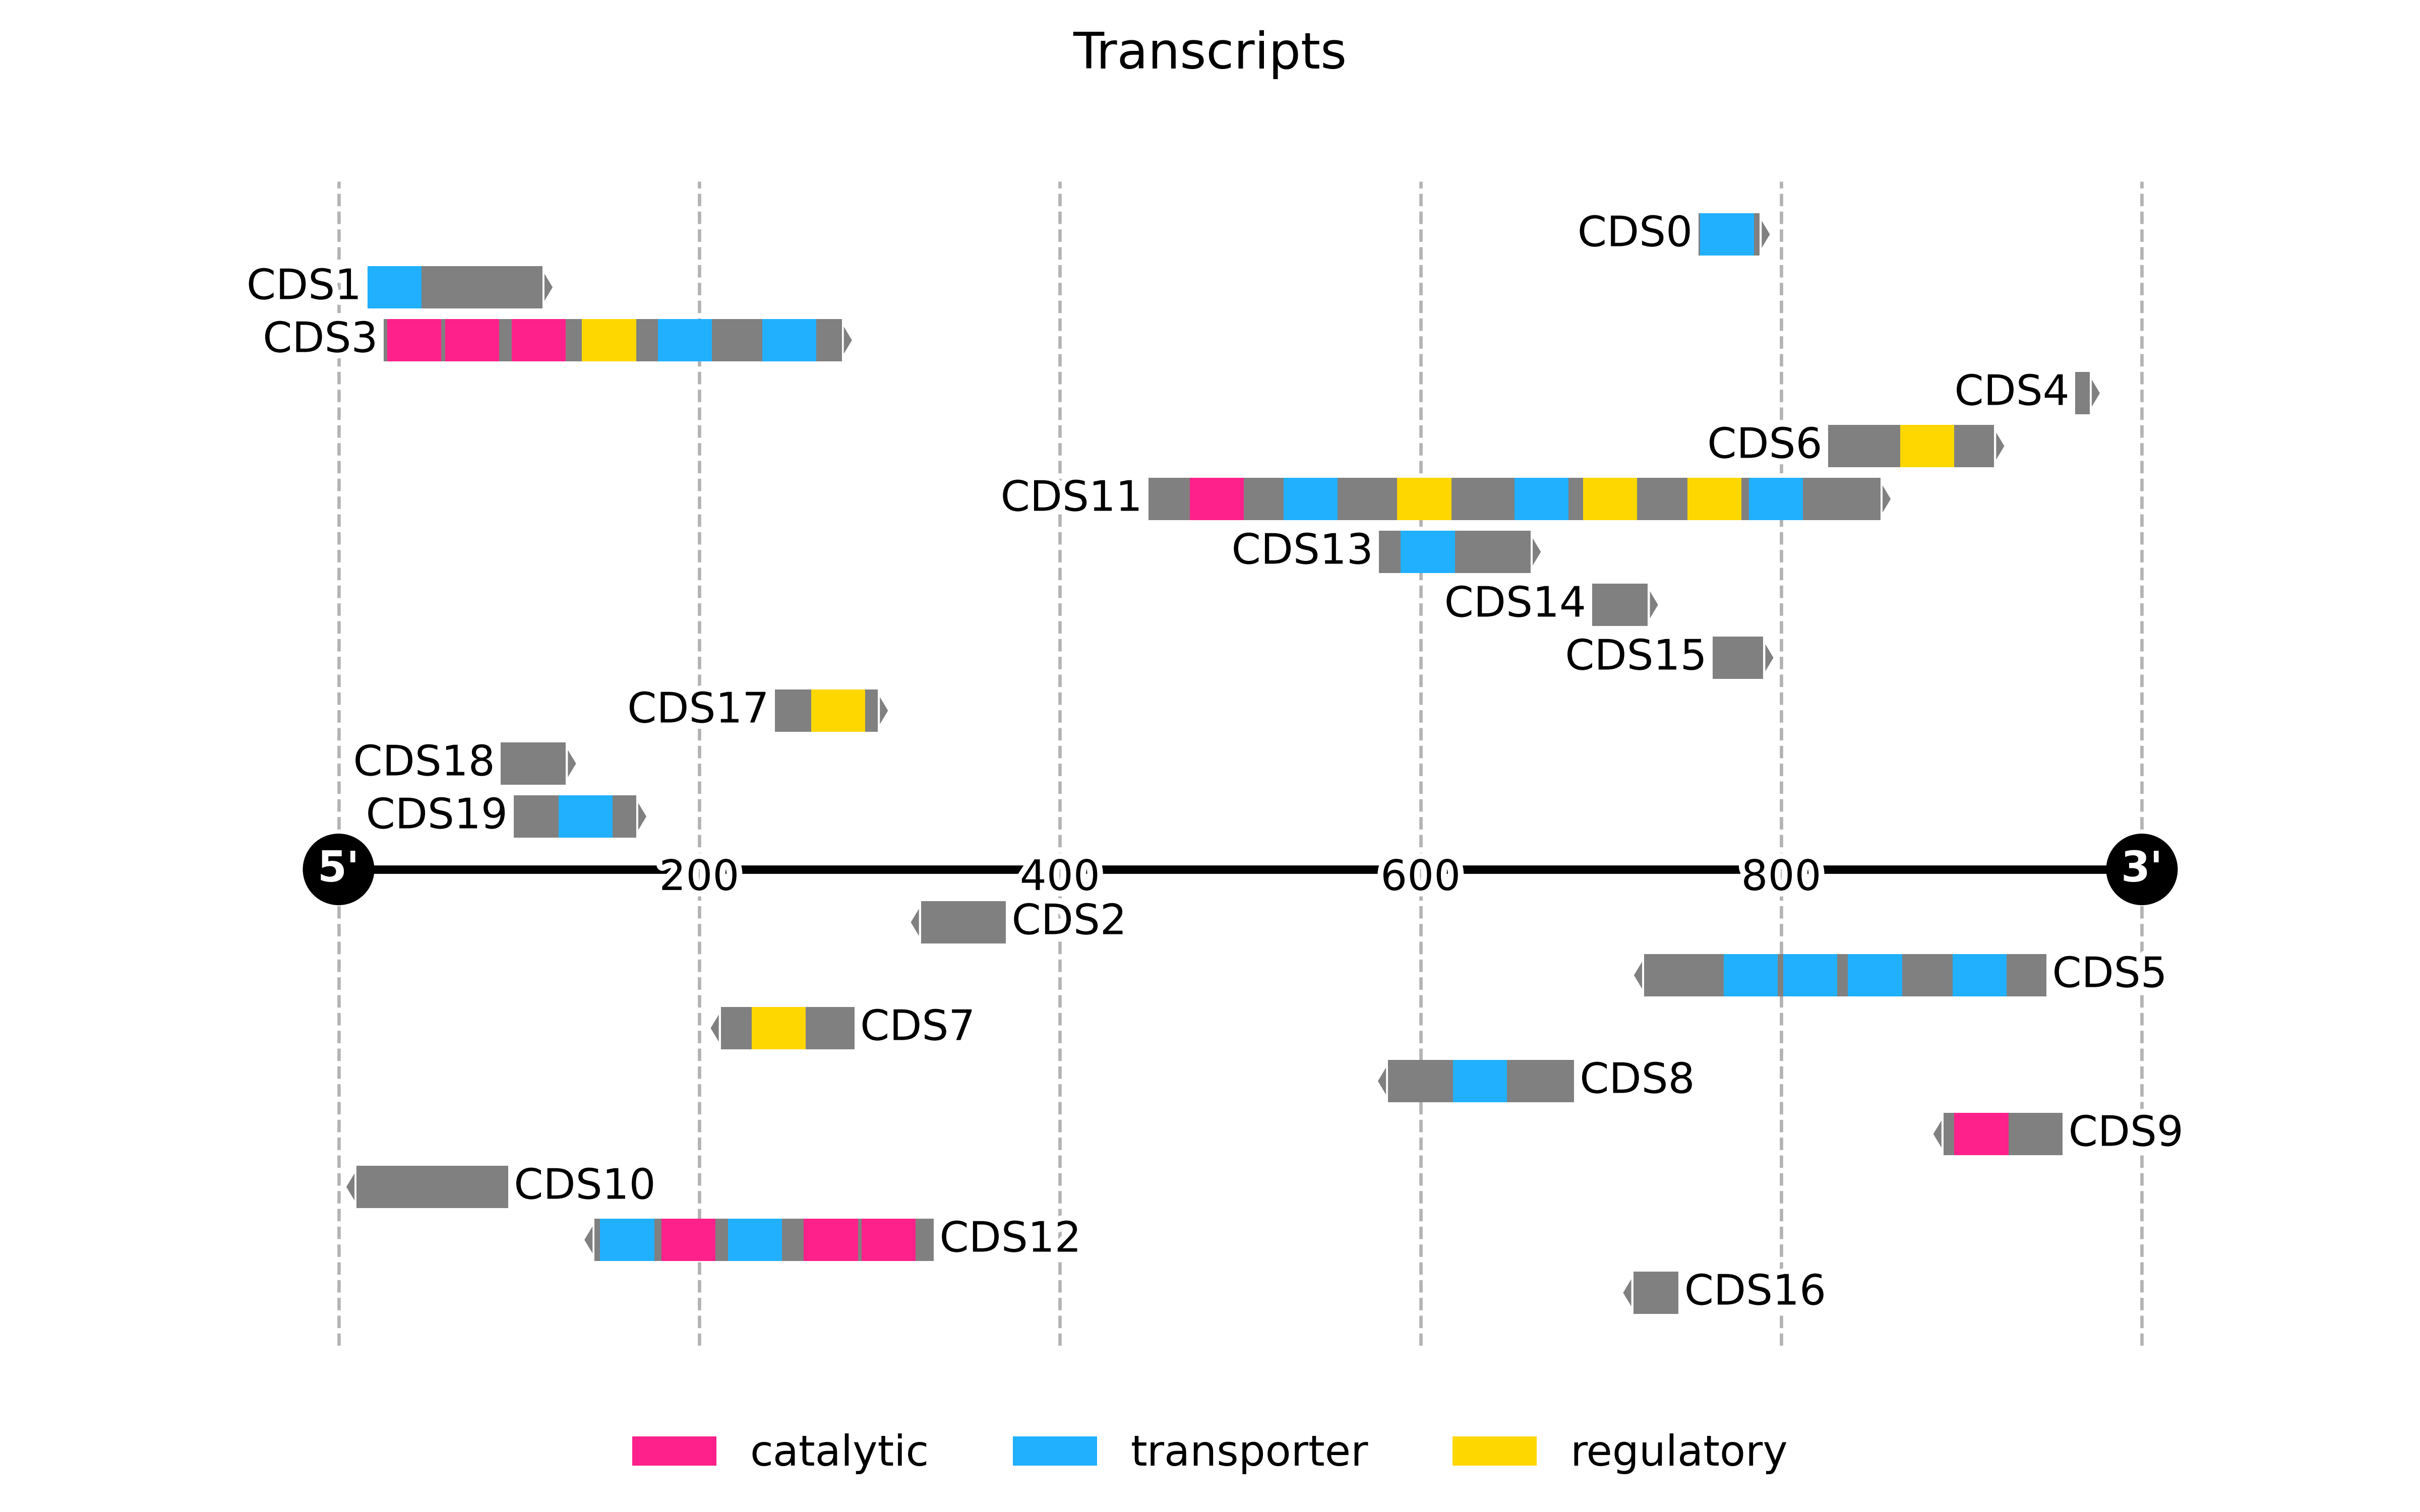 Transcripts
CDS0
CDS1
CDS3
CDS4
CDS6
CDS11
CDS13
CDS14
CDS15
CDS17
CDS18
CDS19
5' 200 400 600 800 3'
CDS2
CDS5
CDS7
CDS8
CDS9
CDS10
CDS12
CDS16
catalytic transporter regulatory